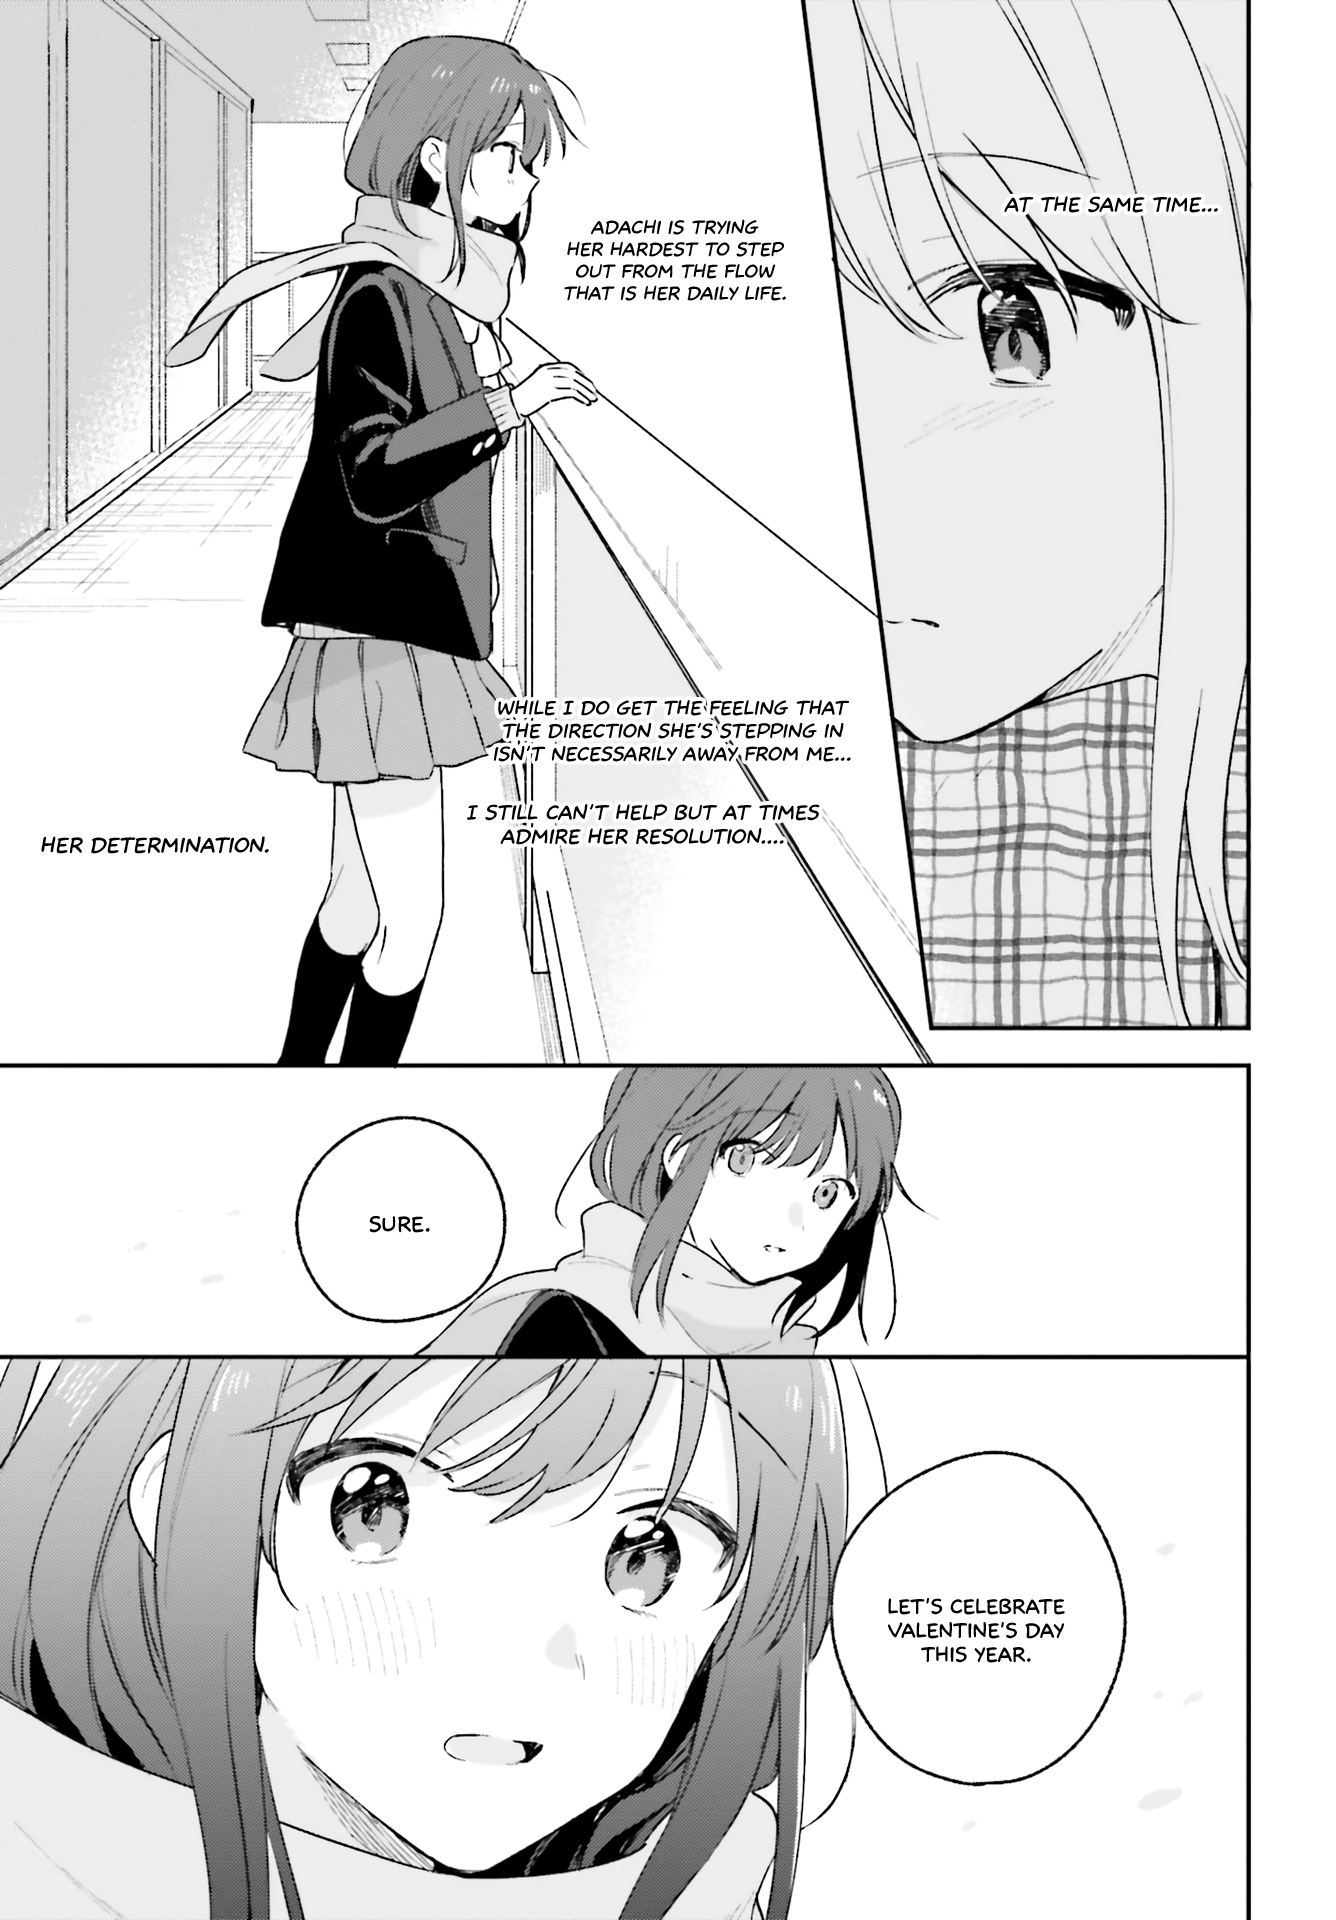 AT THE SAME TIME...
ADACHI IS TRYING
HER HARDEST TO STEP
OUT FROM THE FLOW
THAT IS HER DAILY LIFE.
WHILE I DO GET THE FEELING THAT
THE DIRECTION SHE'S STEPPING IN
ISN'T NECESSARILY AWAY FROM ME...
I STILL CAN'T HELP BUT AT TIMES
ADMIRE HER RESOLUTION....
HER DETERMINATION.
SURE.
LET'S CELEBRATE
VALENTINE'S DAY
THIS YEAR.